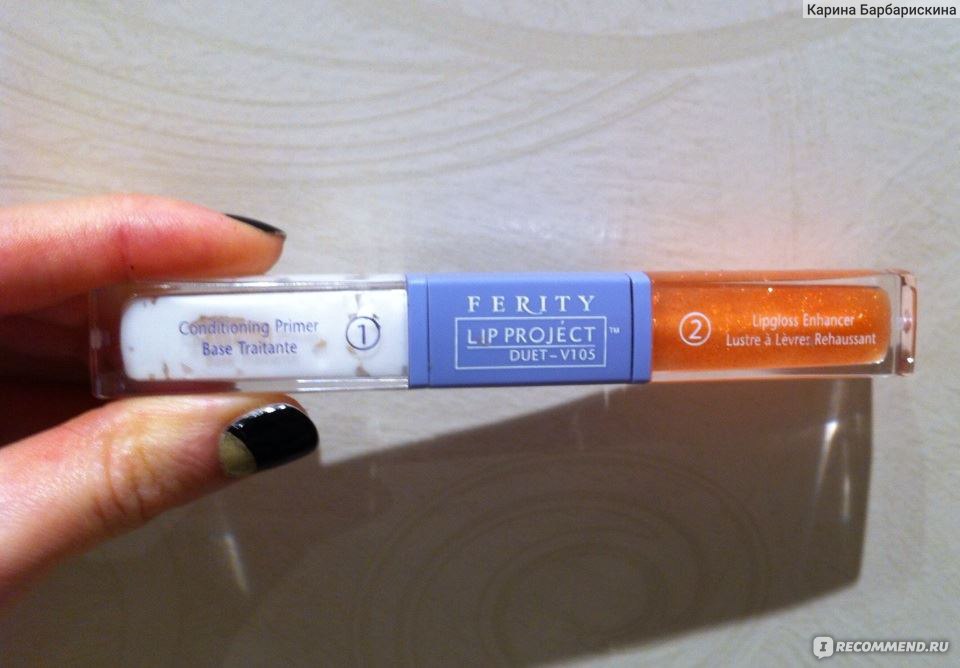 Карина Барбарискина
Conditioning Primer
Base Traitante
1
FERITY
LIP PROJECT™
DUET-V105
2
Lipgloss Enhancer
Lustre à Lèvres Rehaussant
I RECOMMEND.RU